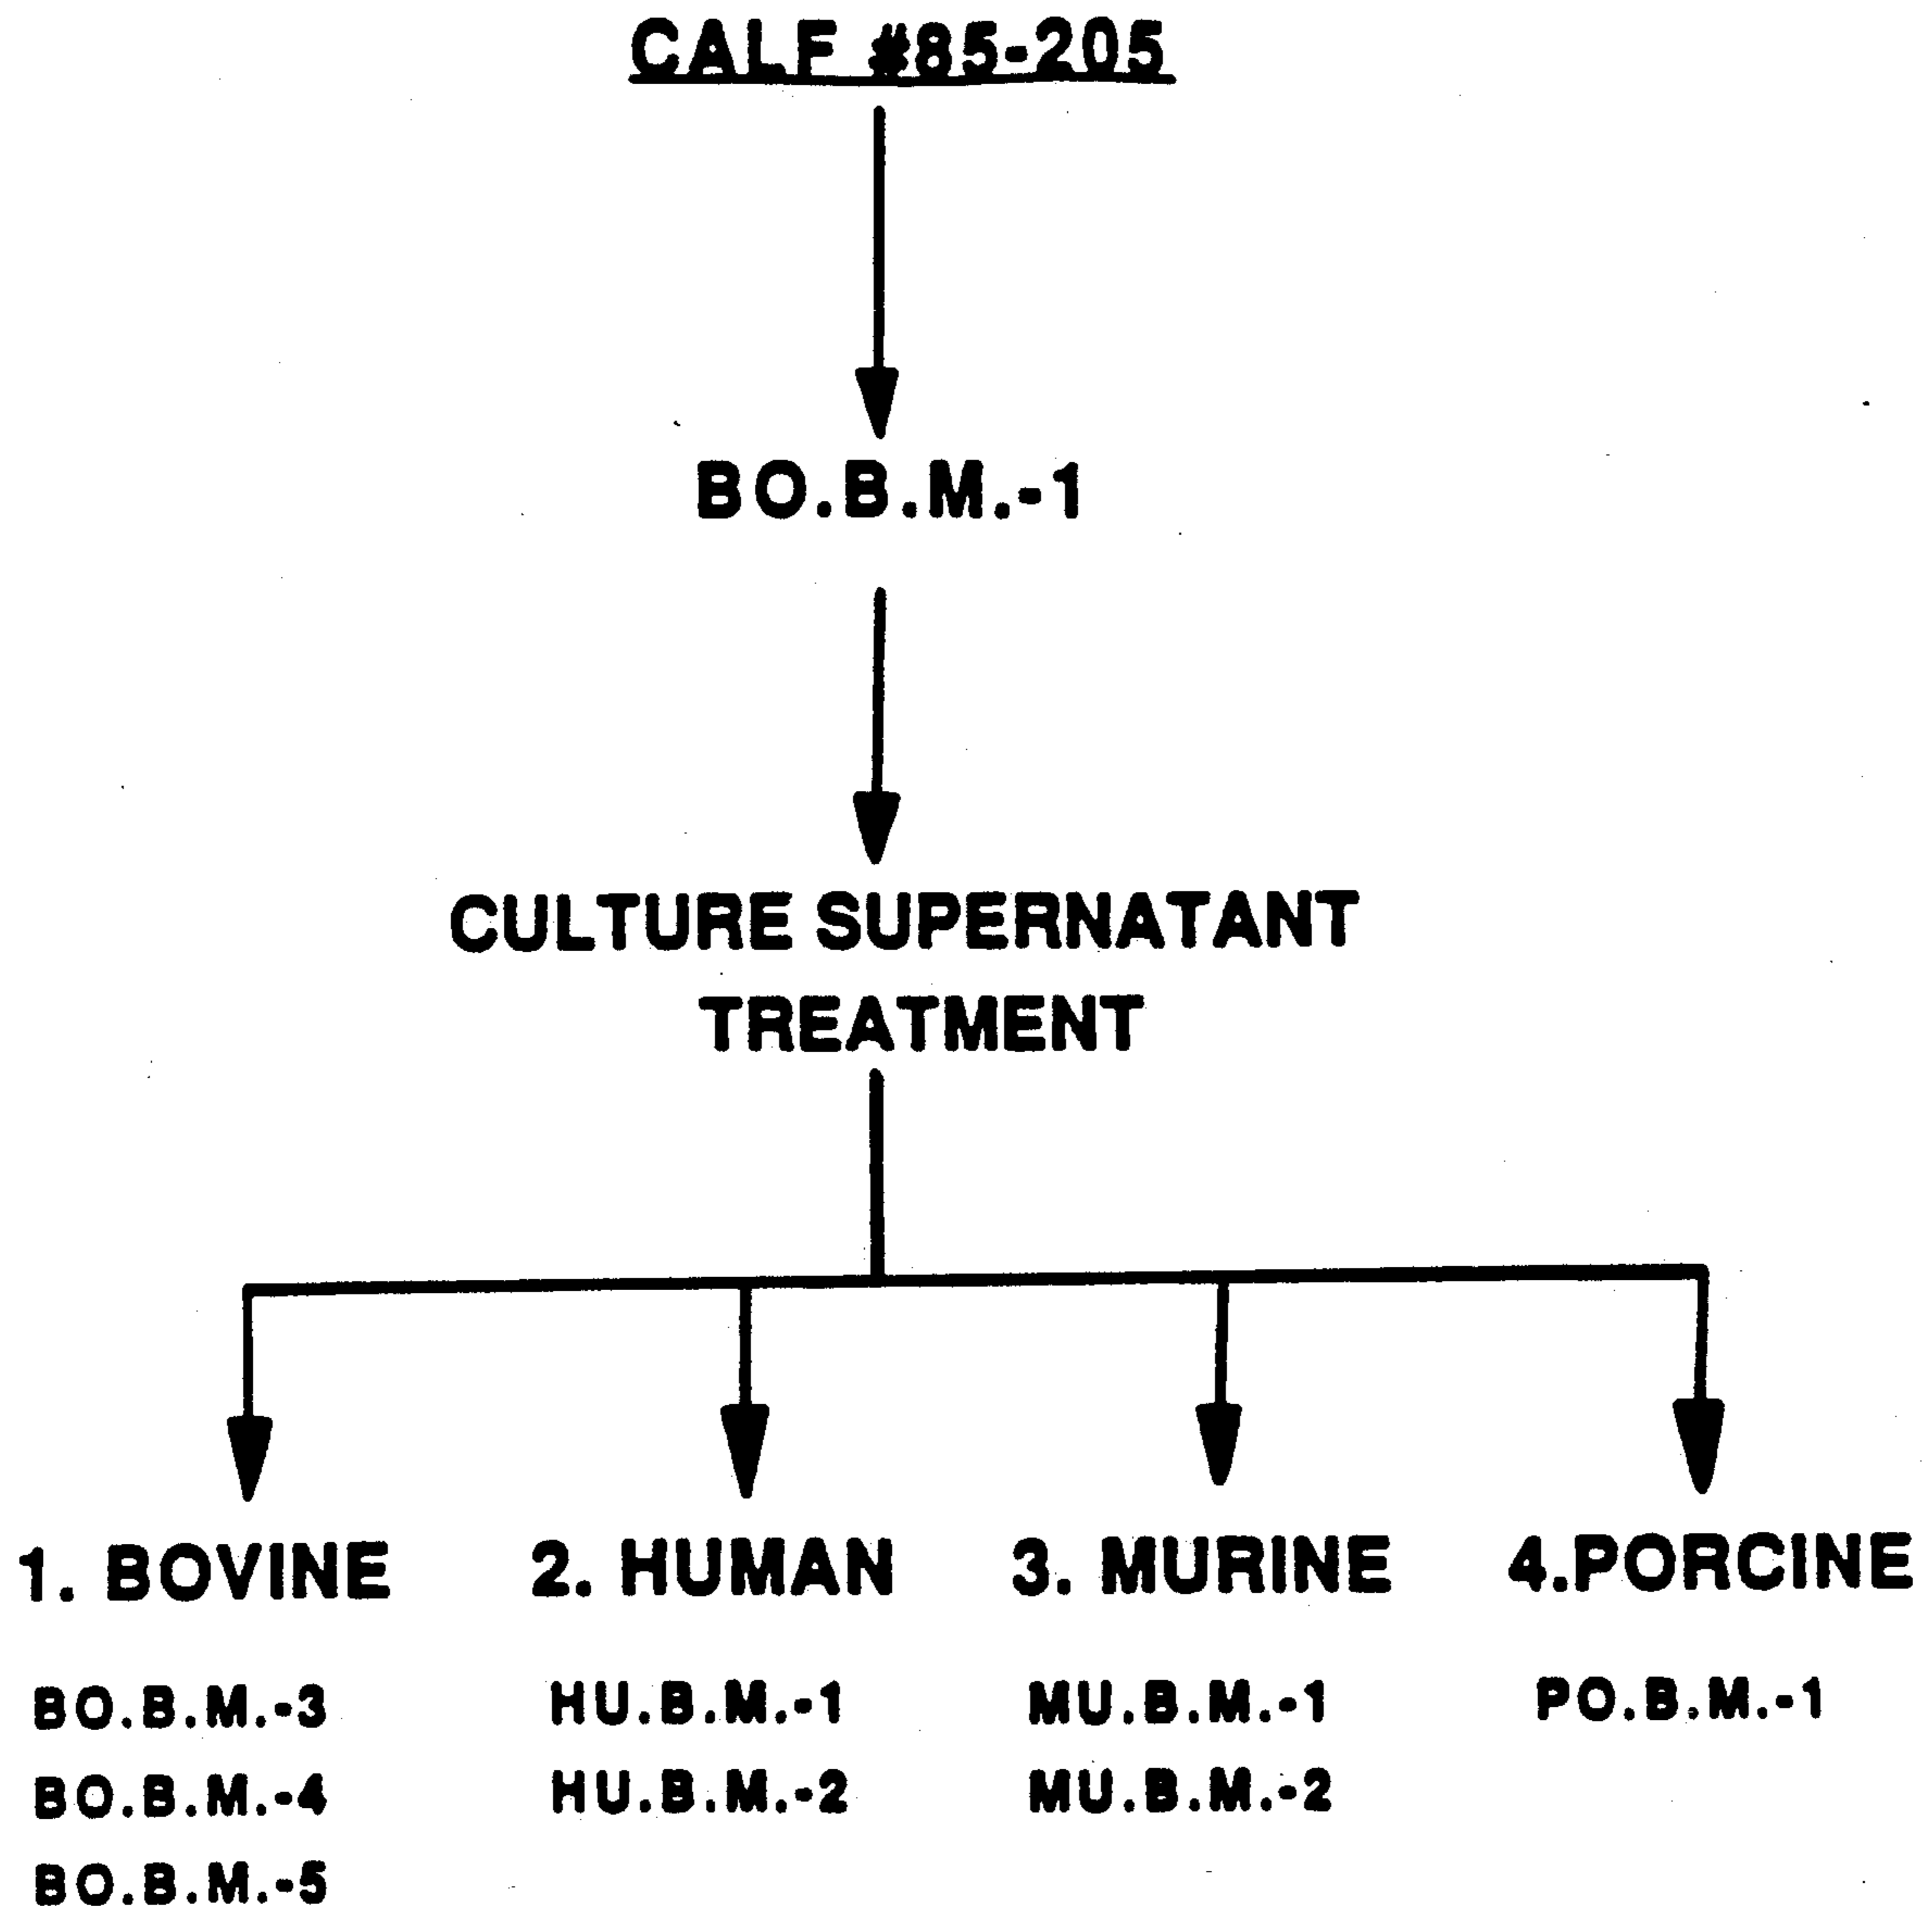 CALF #85-205
BO.B.M.-1
CULTURE SUPERNATANT
TREATMENT
1. BOVINE
2. HUMAN
3. MURINE
4.PORCINE
BO.B.M.-3
HU.B.M.-1
MU.B.M.-1
PO.B.M.-1
BO.B.M.-4
HU.B.M.-2
MU.B.M.-2
BO.B.M.-5